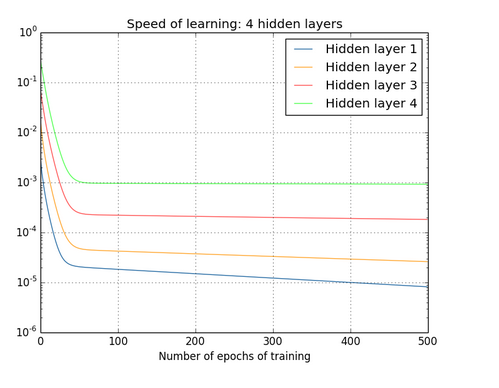 Speed of learning: 4 hidden layers
10⁰
10⁻¹
10⁻²
10⁻³
10⁻⁴
10⁻⁵
10⁻⁶
Hidden layer 1
Hidden layer 2
Hidden layer 3
Hidden layer 4
0 100 200 300 400 500
Number of epochs of training